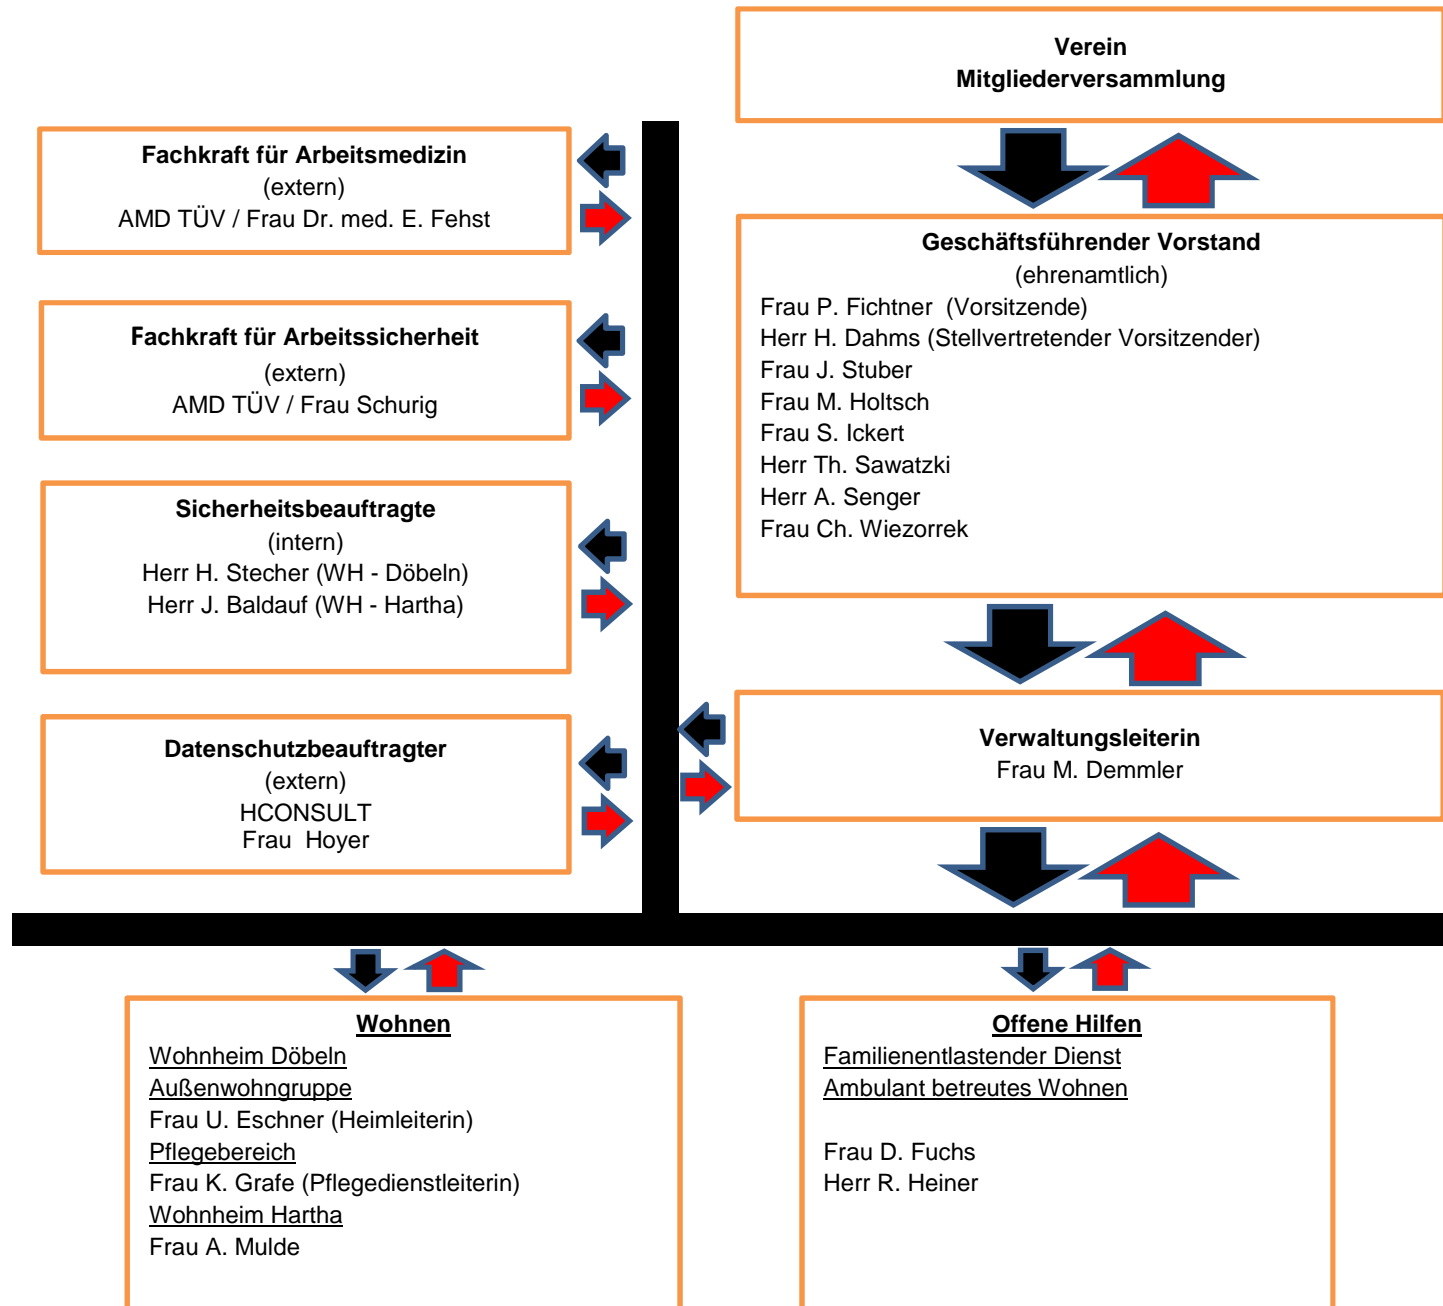 Verein
Mitgliederversammlung
Fachkraft für Arbeitsmedizin
(extern)
AMD TÜV / Frau Dr. med. E. Fehst
Geschäftsführender Vorstand
(ehrenamtlich)
Frau P. Fichtner (Vorsitzende)
Herr H. Dahms (Stellvertretender Vorsitzender)
Frau J. Stuber
Frau M. Holtsch
Frau S. Ickert
Herr Th. Sawatzki
Herr A. Senger
Frau Ch. Wiezorrek
Fachkraft für Arbeitssicherheit
(extern)
AMD TÜV / Frau Schurig
Sicherheitsbeauftragte
(intern)
Herr H. Stecher (WH - Döbeln)
Herr J. Baldauf (WH - Hartha)
Datenschutzbeauftragter
(extern)
HCONSULT
Frau Hoyer
Verwaltungsleiterin
Frau M. Demmler
Wohnen
Wohnheim Döbeln
Außenwohngruppe
Frau U. Eschner (Heimleiterin)
Pflegebereich
Frau K. Grafe (Pflegedienstleiterin)
Wohnheim Hartha
Frau A. Mulde
Offene Hilfen
Familienentlastender Dienst
Ambulant betreutes Wohnen
Frau D. Fuchs
Herr R. Heiner